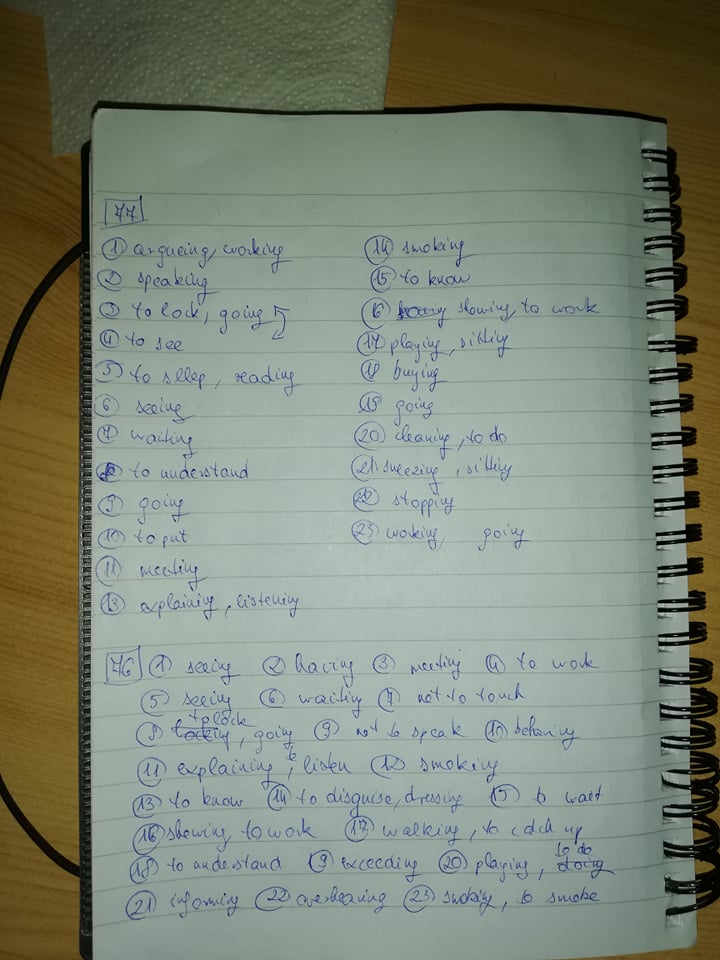 77
① argueing, working
② speaking
③ to lock, going
④ to see
⑤ to sllep, reading
⑥ seeing
⑦ waiting
⑧ to understand
⑨ going
⑩ to put
⑪ meeting
⑬ explaining, listening
⑭ smoking
⑮ to know
⑯ showing, to work
⑰ playing, sitting
⑱ buying
⑲ going
⑳ cleaning, to do
㉑ sneezing, sitting
㉒ stopping
㉓ working, going
76 ① seeing ② having ③ meeting ④ to work
⑤ seeing ⑥ waiting ⑦ not to touch
⑧ to lock, going ⑨ not to speak ⑩ behaving
⑪ explaining, to listen ⑫ smoking
⑬ to know ⑭ to disguise, dressing ⑮ to wait
⑯ showing, to work ⑰ walking, to catch up
⑱ to understand ⑲ exceeding ⑳ playing, to do
㉑ informing ㉒ overhearing ㉓ smoking, to smoke